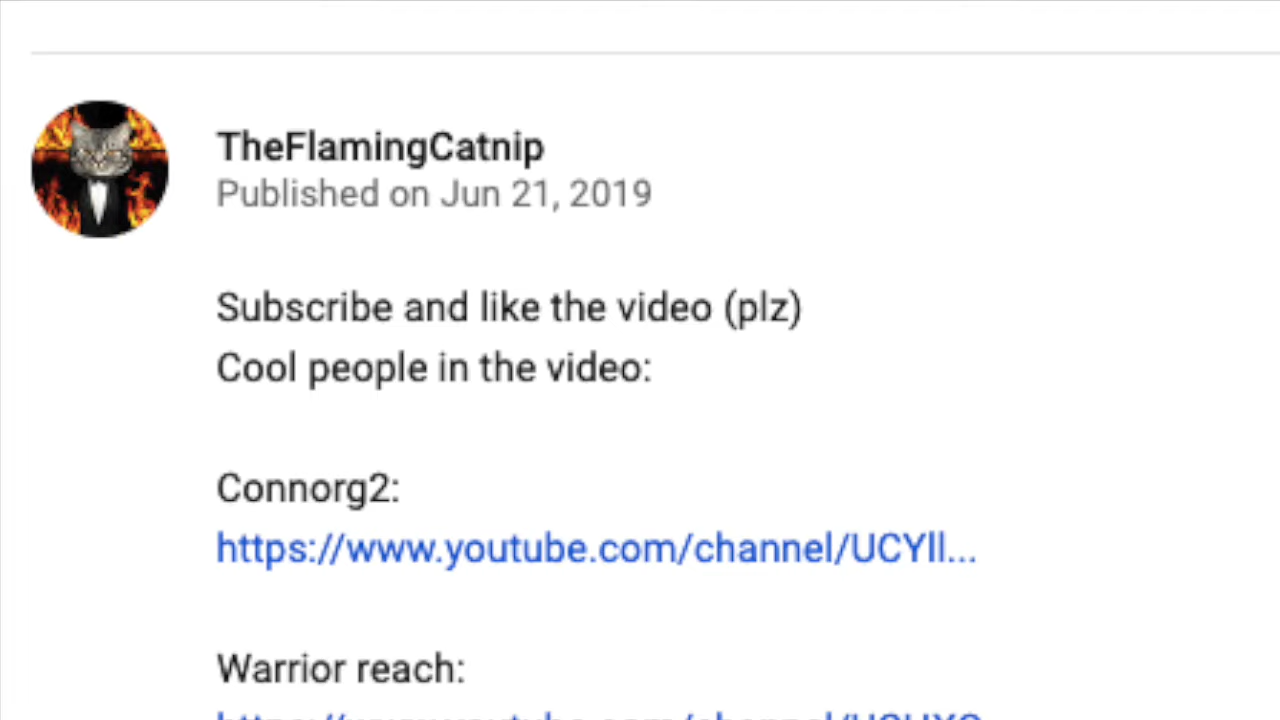 TheFlamingCatnip
Published on Jun 21, 2019
Subscribe and like the video (plz)
Cool people in the video:
Connorg2:
https://www.youtube.com/channel/UCYll...
Warrior reach: